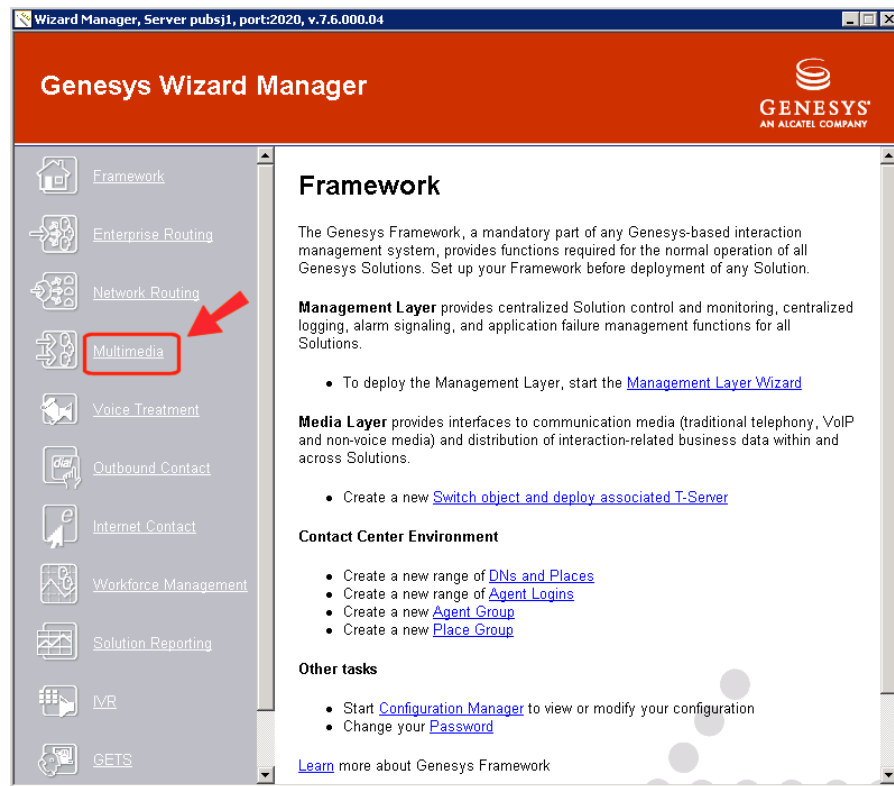 Wizard Manager, Server pubsj1, port:2020, v.7.6.000.04
Genesys Wizard Manager
GENESYS
AN ALCATEL COMPANY
Framework
Enterprise Routing
Network Routing
Multimedia
Voice Treatment
dial
Outbound Contact
e
Internet Contact
Workforce Management
Solution Reporting
IVR
GETS
Framework
The Genesys Framework, a mandatory part of any Genesys-based interaction
management system, provides functions required for the normal operation of all
Genesys Solutions. Set up your Framework before deployment of any Solution.
Management Layer provides centralized Solution control and monitoring, centralized
logging, alarm signaling, and application failure management functions for all
Solutions.
• To deploy the Management Layer, start the Management Layer Wizard
Media Layer provides interfaces to communication media (traditional telephony, VoIP
and non-voice media) and distribution of interaction-related business data within and
across Solutions.
• Create a new Switch object and deploy associated T-Server
Contact Center Environment
• Create a new range of DNs and Places
• Create a new range of Agent Logins
• Create a new Agent Group
• Create a new Place Group
Other tasks
• Start Configuration Manager to view or modify your configuration
• Change your Password
Learn more about Genesys Framework